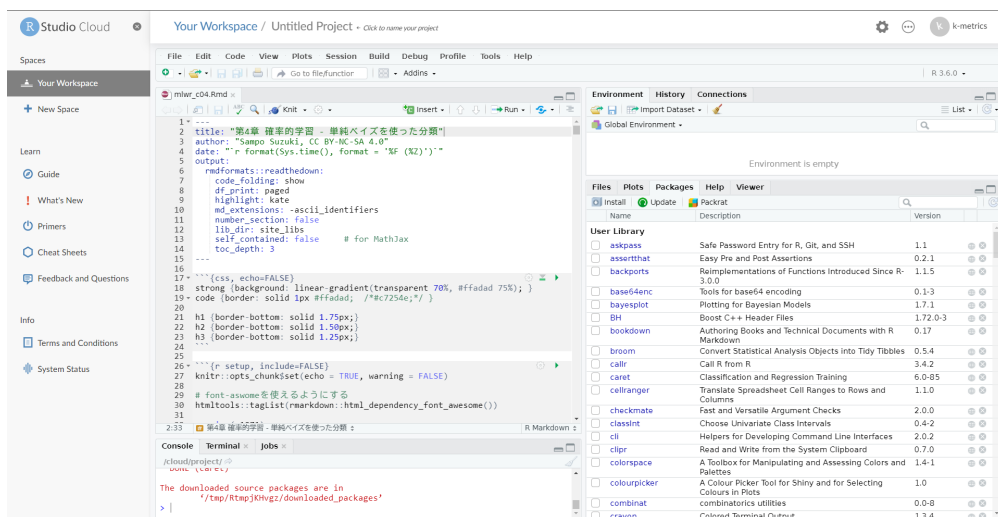 R Studio Cloud
Your Workspace / Untitled Project ← Click to name your project
k-metrics
Spaces
Your Workspace
New Space
Learn
Guide
What's New
Primers
Cheat Sheets
Feedback and Questions
Info
Terms and Conditions
System Status
File Edit Code View Plots Session Build Debug Profile Tools Help
Go to file/function Addins
R 3.6.0
mlwr_c04.Rmd
ABC Knit Insert Run
1 ---
2 title: "第4章 確率的学習 - 単純ベイズを使った分類"
3 author: "Sampo Suzuki, CC BY-NC-SA 4.0"
4 date: "`r format(Sys.time(), format = '%F (%Z)')`"
5 output:
6 rmdformats::readthedown:
7 code_folding: show
8 df_print: paged
9 highlight: kate
10 md_extensions: -ascii_identifiers
11 number_section: false
12 lib_dir: site_libs
13 self_contained: false # for MathJax
14 toc_depth: 3
15 ---
16
17 ```{css, echo=FALSE}
18 strong {background: linear-gradient(transparent 70%, #ffadad 75%); }
19 code {border: solid 1px #ffadad; /*#c7254e;*/ }
20
21 h1 {border-bottom: solid 1.75px;}
22 h2 {border-bottom: solid 1.50px;}
23 h3 {border-bottom: solid 1.25px;}
24 ```
25
26 ```{r setup, include=FALSE}
27 knitr::opts_chunk$set(echo = TRUE, warning = FALSE)
28
29 # font-aswomeを使えるようにする
30 htmltools::tagList(rmarkdown::html_dependency_font_awesome())
31
2:33 第4章 確率的学習 - 単純ベイズを使った分類 R Markdown
Console Terminal Jobs
/cloud/project/
DONE (caret)
The downloaded source packages are in
‘/tmp/RtmpjKHvgz/downloaded_packages’
>
Environment History Connections
Import Dataset List
Global Environment
Environment is empty
Files Plots Packages Help Viewer
Install Update Packrat
Name Description Version
User Library
askpass Safe Password Entry for R, Git, and SSH 1.1
assertthat Easy Pre and Post Assertions 0.2.1
backports Reimplementations of Functions Introduced Since R- 1.1.5
3.0.0
base64enc Tools for base64 encoding 0.1-3
bayesplot Plotting for Bayesian Models 1.7.1
BH Boost C++ Header Files 1.72.0-3
bookdown Authoring Books and Technical Documents with R 0.17
Markdown
broom Convert Statistical Analysis Objects into Tidy Tibbles 0.5.4
callr Call R from R 3.4.2
caret Classification and Regression Training 6.0-85
cellranger Translate Spreadsheet Cell Ranges to Rows and 1.1.0
Columns
checkmate Fast and Versatile Argument Checks 2.0.0
classInt Choose Univariate Class Intervals 0.4-2
cli Helpers for Developing Command Line Interfaces 2.0.2
clipr Read and Write from the System Clipboard 0.7.0
colorspace A Toolbox for Manipulating and Assessing Colors and 1.4-1
Palettes
colourpicker A Colour Picker Tool for Shiny and for Selecting 1.0
Colours in Plots
combinat combinatorics utilities 0.0-8
crayon Colored Terminal Output 1.3.4